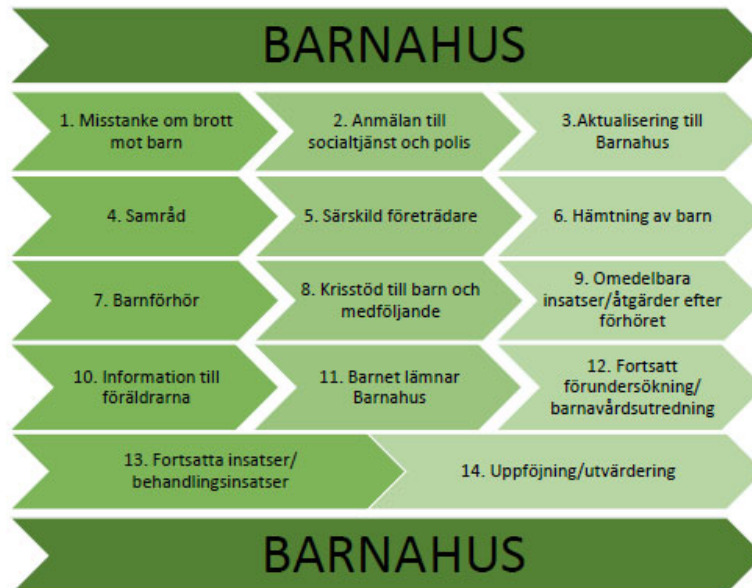 BARNAHUS
1. Misstanke om brott
mot barn
2. Anmälan till
socialtjänst och polis
3.Aktualisering till
Barnahus
4. Samråd
5. Särskild företrädare
6. Hämtning av barn
7. Barnförhör
8. Krisstöd till barn och
medföljande
9. Omedelbara
insatser/åtgärder efter
förhöret
10. Information till
föräldrarna
11. Barnet lämnar
Barnahus
12. Fortsatt
förundersökning/
barnavårdsutredning
13. Fortsatta insatser/
behandlingsinsatser
14. Uppföjning/utvärdering
BARNAHUS